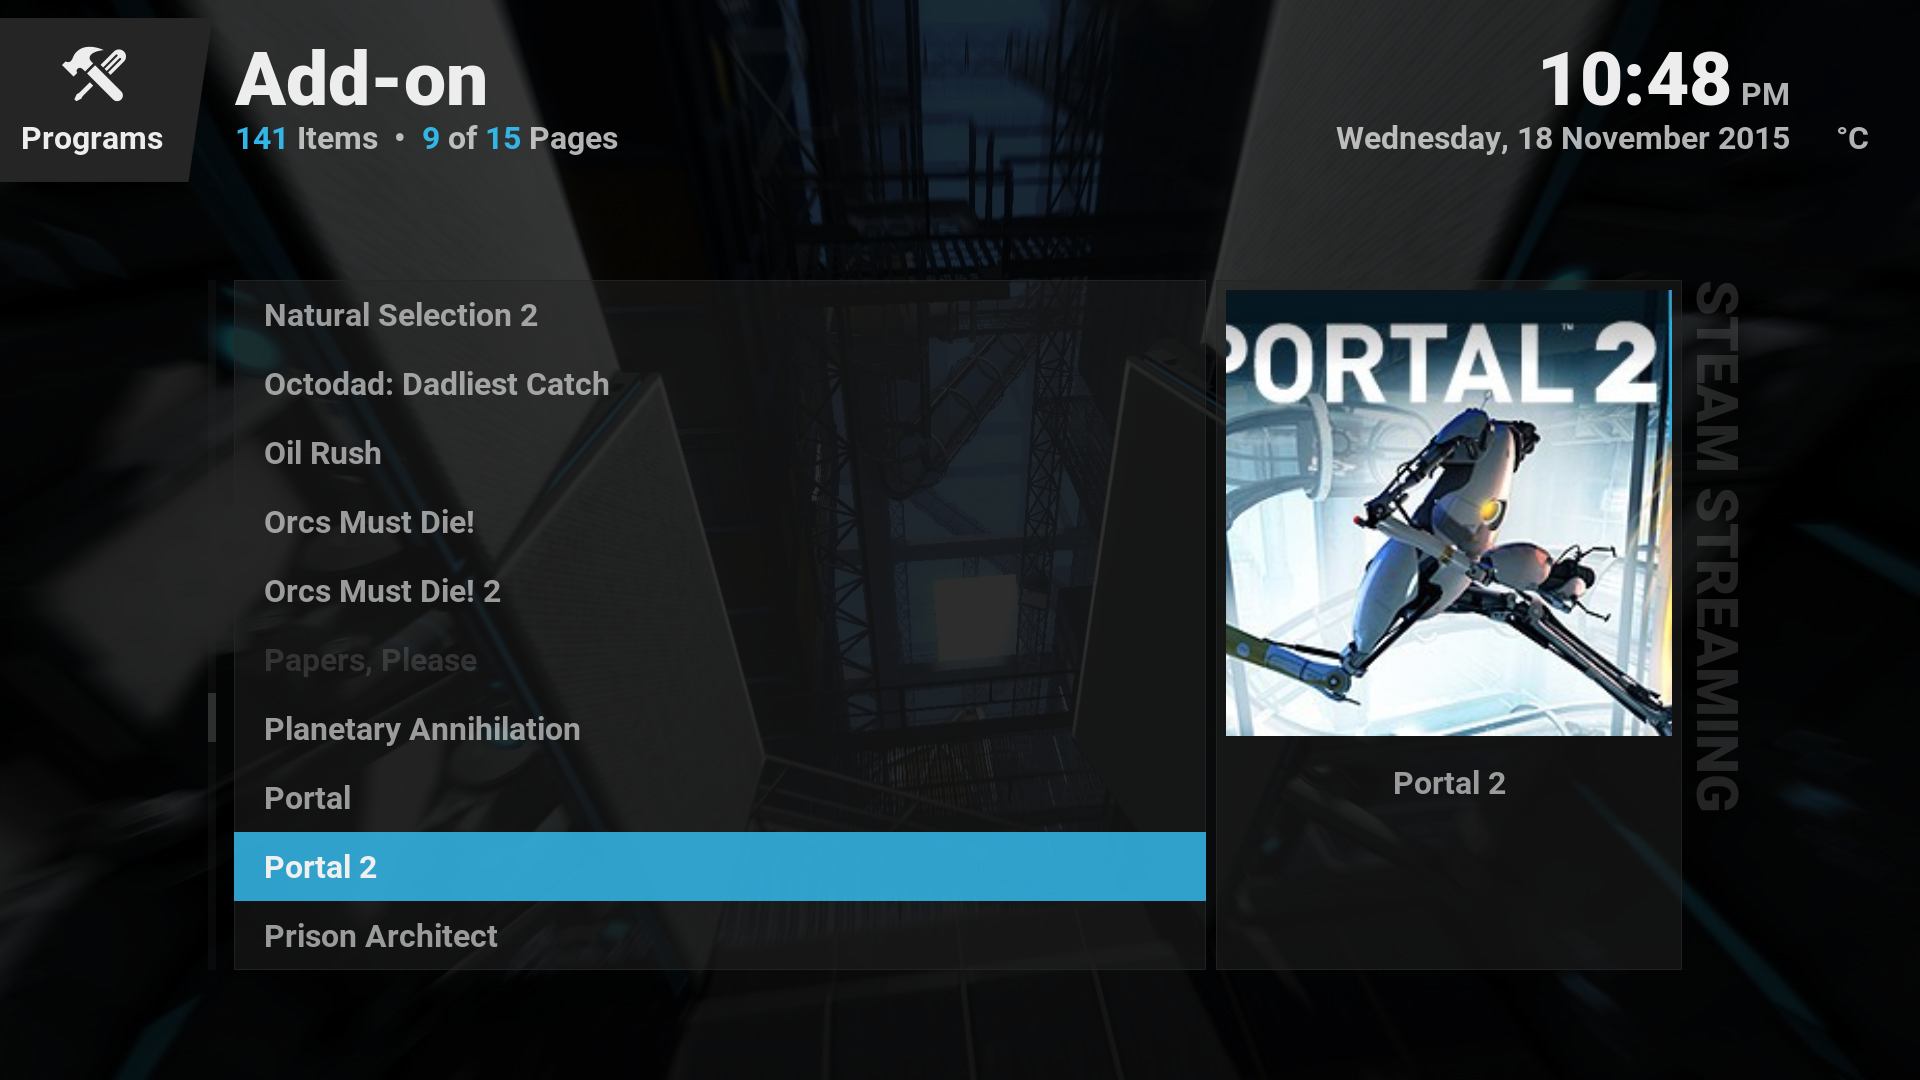 Programs
Add-on
141 Items • 9 of 15 Pages
10:48 PM
Wednesday, 18 November 2015 °C
Natural Selection 2
Octodad: Dadliest Catch
Oil Rush
Orcs Must Die!
Orcs Must Die! 2
Papers, Please
Planetary Annihilation
Portal
Portal 2
Prison Architect
PORTAL 2™
Portal 2
STEAM STREAMING